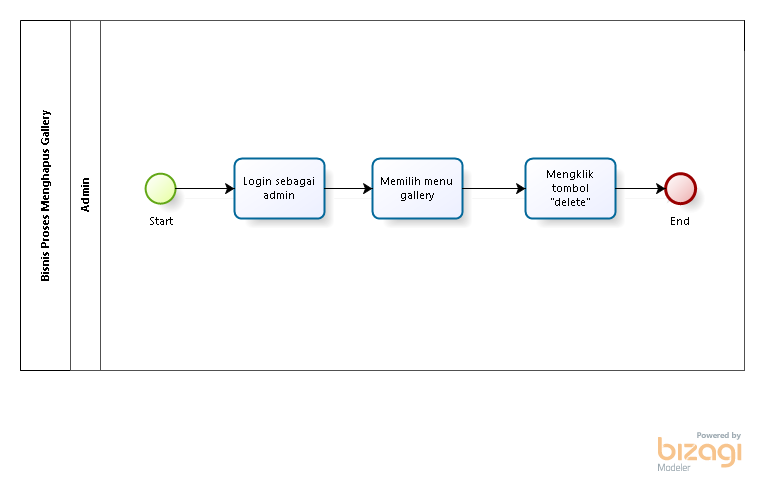 Bisnis Proses Menghapus Gallery
Admin
Start
Login sebagai
admin
Memilih menu
gallery
Mengklik
tombol
"delete"
End
Powered by
bizagi
Modeler